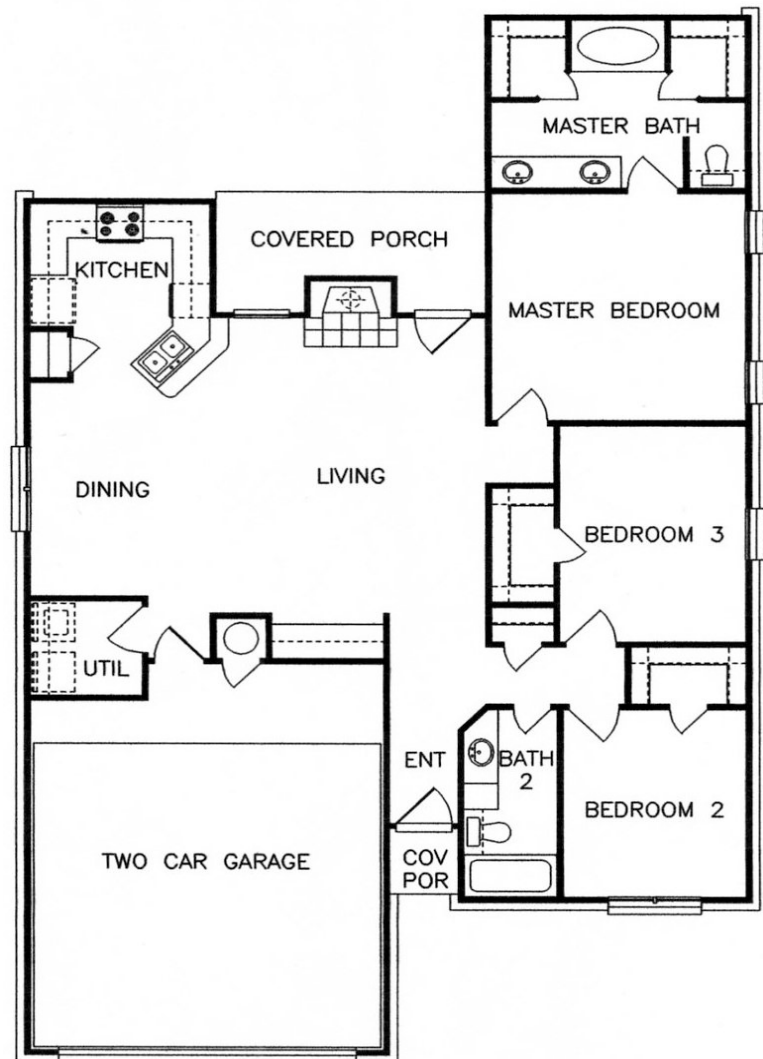 MASTER BATH
COVERED PORCH
KITCHEN
MASTER BEDROOM
DINING
LIVING
BEDROOM 3
UTIL
ENT
BATH
2
BEDROOM 2
TWO CAR GARAGE
COV
POR